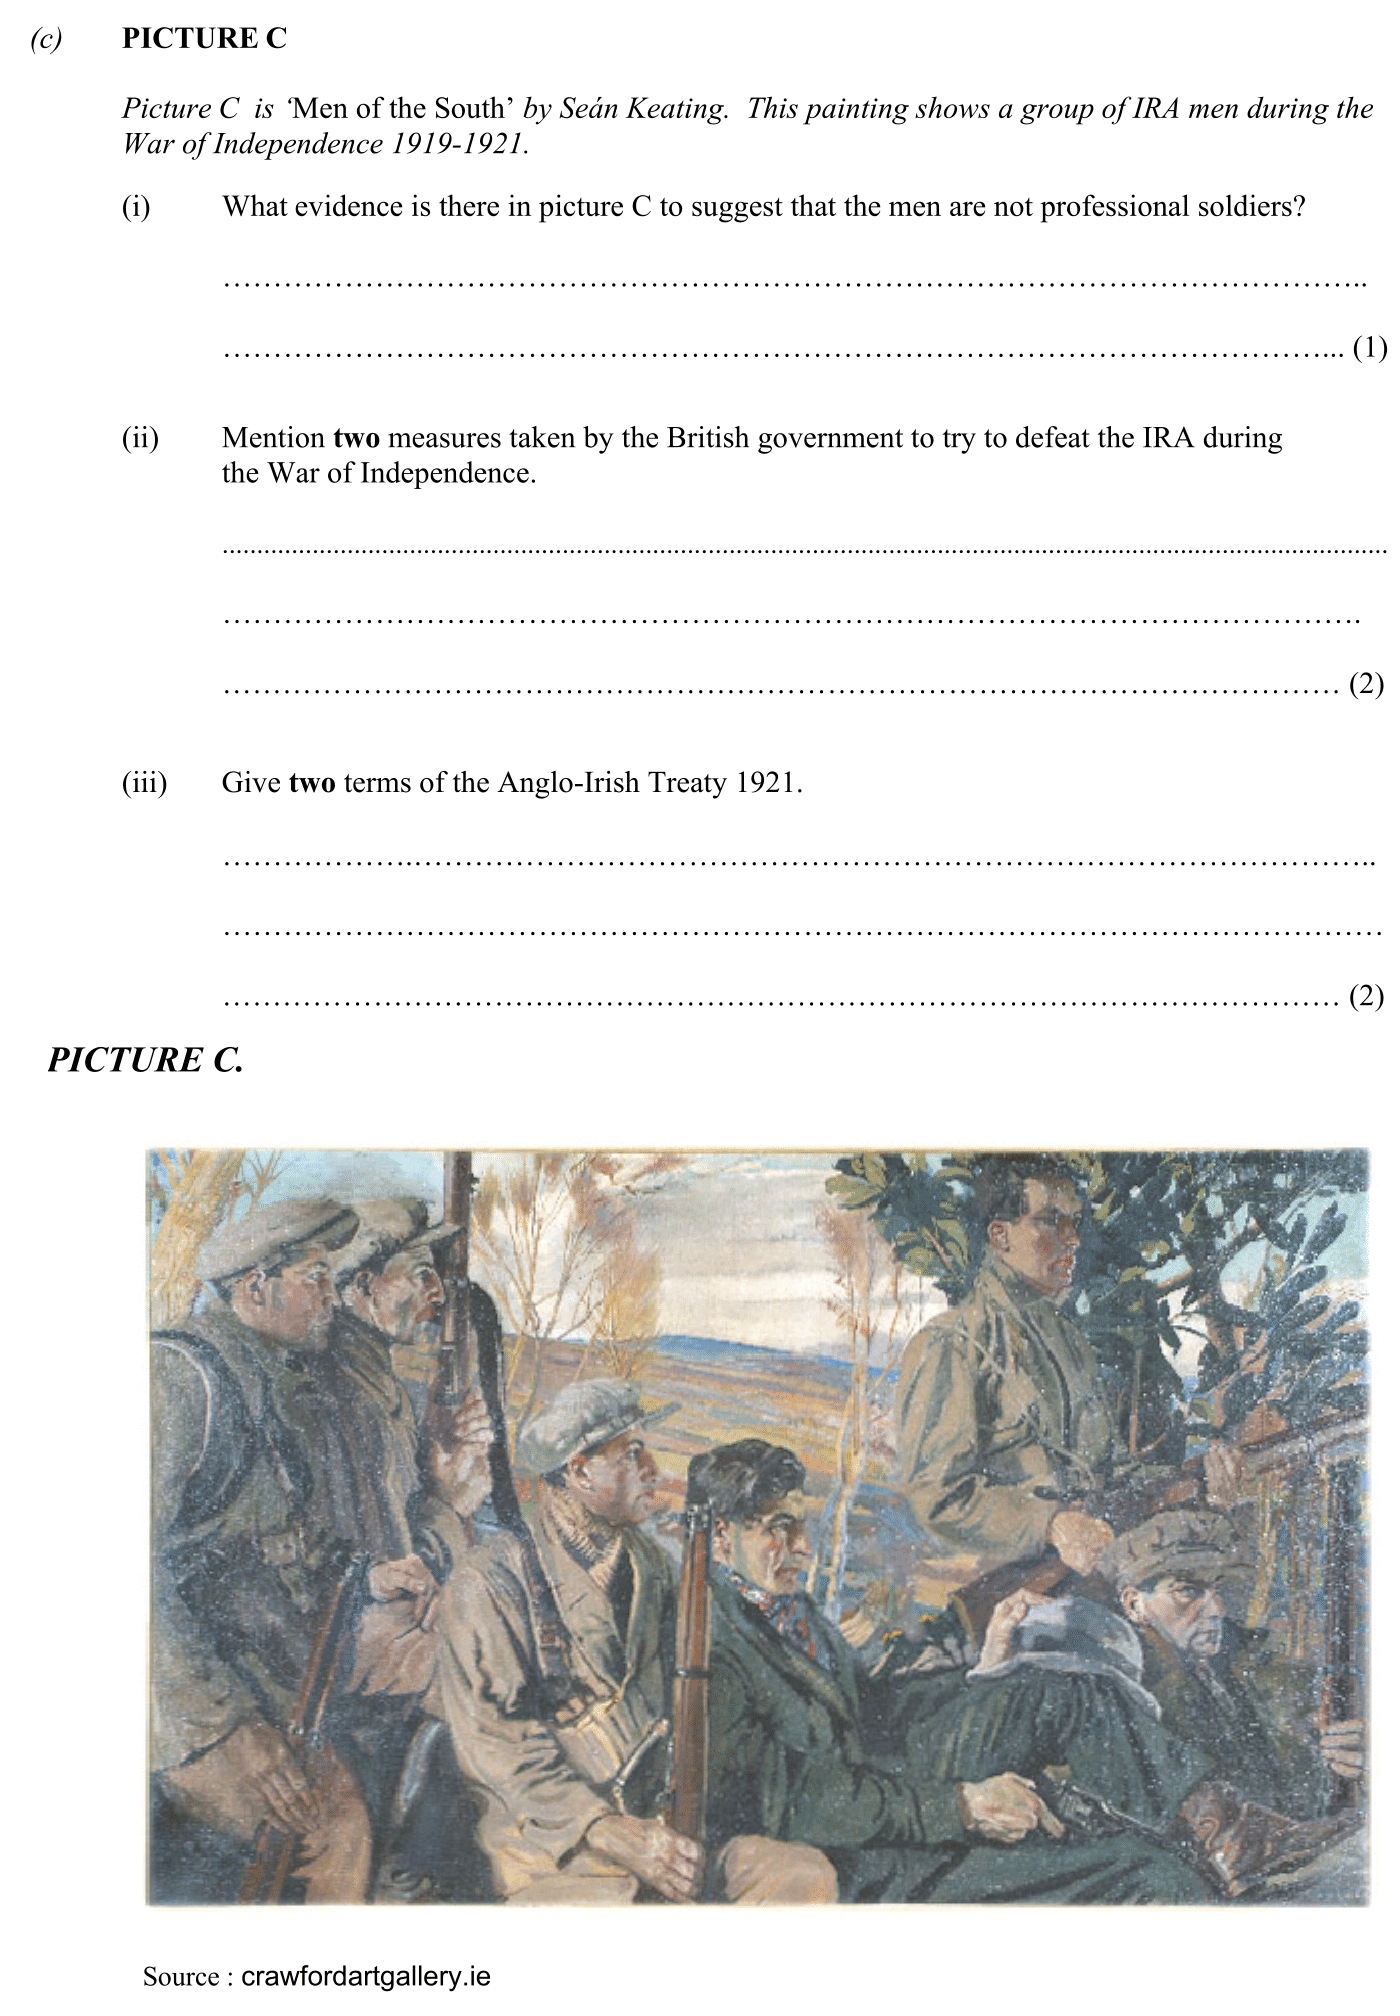 (c) PICTURE C
Picture C is ‘Men of the South’ by Seán Keating. This painting shows a group of IRA men during the
War of Independence 1919-1921.
(i) What evidence is there in picture C to suggest that the men are not professional soldiers?
…………………………………………………………………………………………………..
………………………………………………………………………………………………... (1)
(ii) Mention two measures taken by the British government to try to defeat the IRA during
the War of Independence.
........................................................................................................................
………………………………………………………………………………………………….
………………………………………………………………………………………………… (2)
(iii) Give two terms of the Anglo-Irish Treaty 1921.
……………….…………………………………………………………………………………..
……………………………………………………………………………………………………
………………………………………………………………………………………………… (2)
PICTURE C.
Source : crawfordartgallery.ie